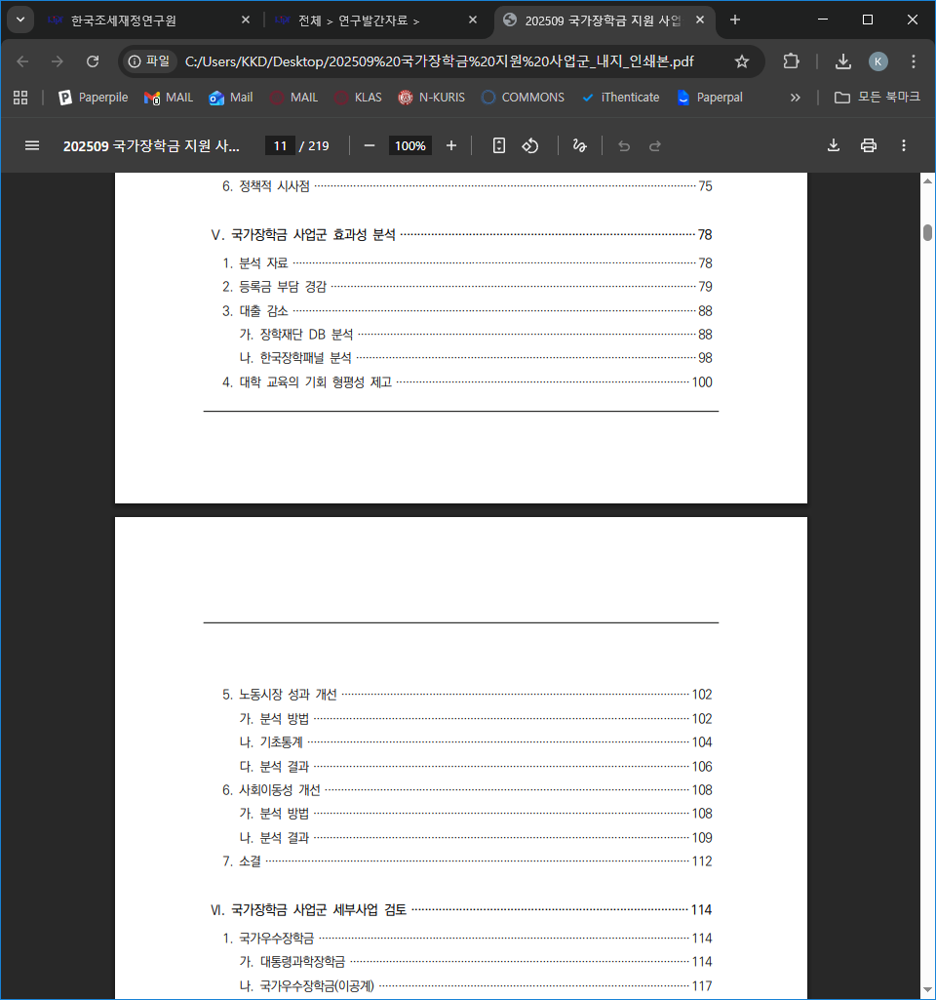 한국조세재정연구원
전체 > 연구발간자료 >
202509 국가장학금 지원 사업
파일
C:/Users/KKD/Desktop/202509%20국가장학금%20지원%20사업군_내지_인쇄본.pdf
K
Paperpile
MAIL
Mail
MAIL
KLAS
N-KURIS
COMMONS
iThenticate
Paperpal
»
모든 북마크
202509 국가장학금 지원 사...
11 / 219
100%
6. 정책적 시사점 75
Ⅴ. 국가장학금 사업군 효과성 분석 78
1. 분석 자료 78
2. 등록금 부담 경감 79
3. 대출 감소 88
가. 장학재단 DB 분석 88
나. 한국장학패널 분석 98
4. 대학 교육의 기회 형평성 제고 100
5. 노동시장 성과 개선 102
가. 분석 방법 102
나. 기초통계 104
다. 분석 결과 106
6. 사회이동성 개선 108
가. 분석 방법 108
나. 분석 결과 109
7. 소결 112
Ⅵ. 국가장학금 사업군 세부사업 검토 114
1. 국가우수장학금 114
가. 대통령과학장학금 114
나. 국가우수장학금(이공계) 117